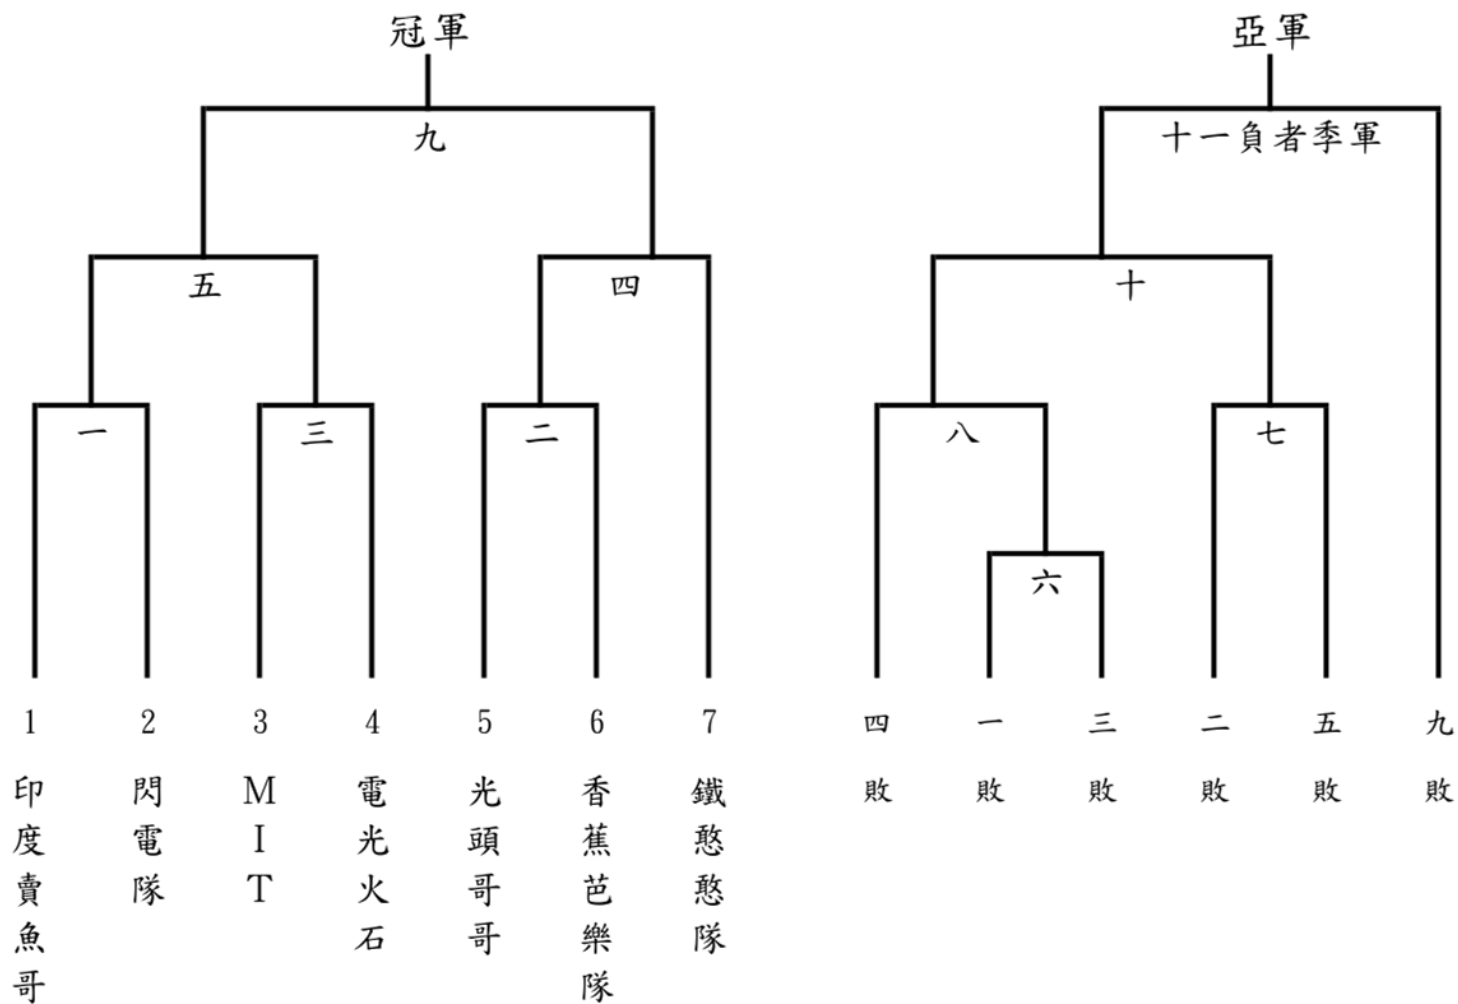 冠軍
亞軍
九
十一負者季軍
五
四
十
一
三
二
八
七
六
1
2
3
4
5
6
7
四
一
三
二
五
九
印度賣魚哥
閃電隊
MIT
電光火石
光頭哥哥
香蕉芭樂隊
鐵憨憨隊
敗
敗
敗
敗
敗
敗